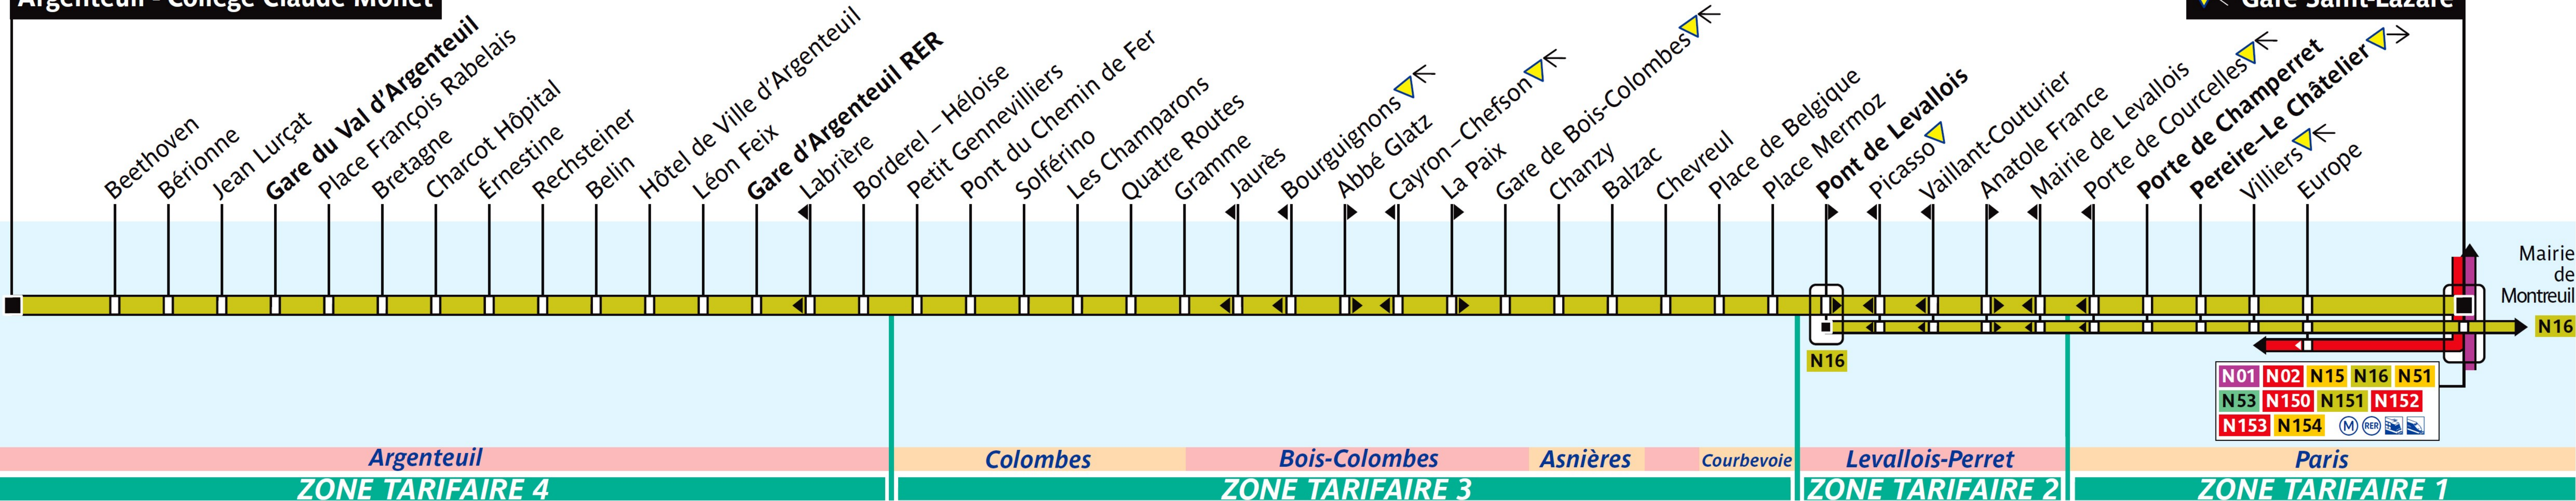 Argenteuil - Collège Claude Monet
Gare Saint-Lazare
Beethoven
Bérionne
Jean Lurçat
Gare du Val d'Argenteuil
Place François Rabelais
Bretagne
Charcot Hôpital
Érnestine
Rechsteiner
Belin
Hôtel de Ville d'Argenteuil
Léon Feix
Gare d'Argenteuil RER
Labrière
Borderel – Héloise
Petit Gennevilliers
Pont du Chemin de Fer
Solférino
Les Champarons
Quatre Routes
Gramme
Jaurès
Bourguignons
Abbé Glatz
Cayron – Chefson
La Paix
Gare de Bois-Colombes
Chanzy
Balzac
Chevreul
Place de Belgique
Place Mermoz
Pont de Levallois
Picasso
Vaillant-Couturier
Anatole France
Mairie de Levallois
Porte de Courcelles
Porte de Champerret
Pereire–Le Châtelier
Villiers
Europe
Mairie
de
Montreuil
N16
N16
N01 N02 N15 N16 N51
N53 N150 N151 N152
N153 N154 M RER
Argenteuil
Colombes
Bois-Colombes
Asnières
Courbevoie
Levallois-Perret
Paris
ZONE TARIFAIRE 4
ZONE TARIFAIRE 3
ZONE TARIFAIRE 2
ZONE TARIFAIRE 1